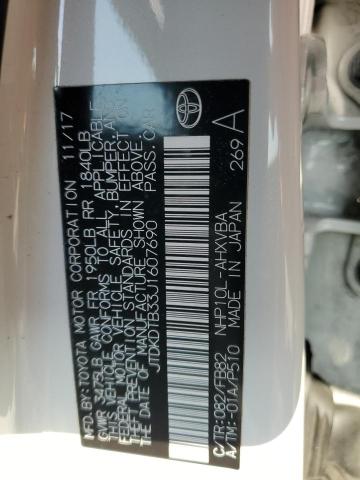 MFD.BY:TOYOTA MOTOR CORPORATION 11/17
GVWR 3475LB GAWR FR 1950LB RR 1840LB
THIS VEHICLE CONFORMS TO ALL APPLICABLE
FEDERAL MOTOR VEHICLE SAFETY, BUMPER, AND
THEFT PREVENTION STANDARDS IN EFFECT ON
THE DATE OF MANUFACTURE SHOWN ABOVE.
JTDKDTB33J1607690 PASS.CAR
NHP10L-AHXVBA
C/TR:082/FB82 MADE IN JAPAN 269 A
A/TM:-01A/P510